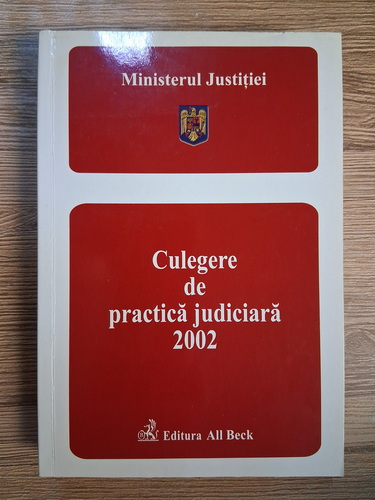 Ministerul Justiției
Culegere
de
practică judiciară
2002
Editura All Beck